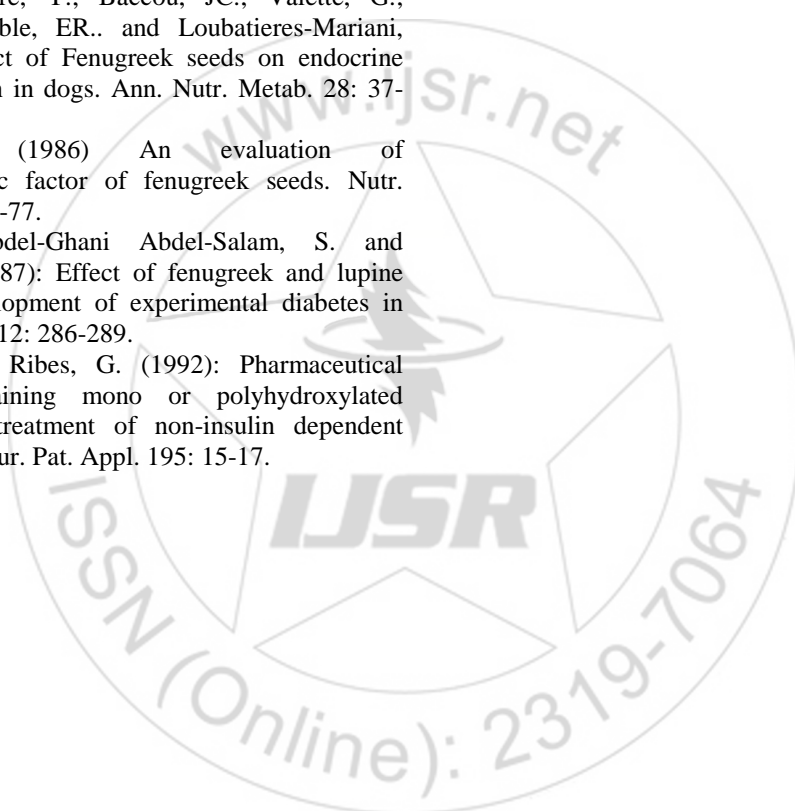 re, P., Baccou, JC., Valette, G.,
ble, ER.. and Loubatieres-Mariani,
ct of Fenugreek seeds on endocrine
n in dogs. Ann. Nutr. Metab. 28: 37-
(1986) An evaluation of
c factor of fenugreek seeds. Nutr.
-77.
del-Ghani Abdel-Salam, S. and
87): Effect of fenugreek and lupine
lopment of experimental diabetes in
12: 286-289.
Ribes, G. (1992): Pharmaceutical
aining mono or polyhydroxylated
treatment of non-insulin dependent
ur. Pat. Appl. 195: 15-17.
www.ijsr.net
IJSR
ISSN (Online): 2319-7064